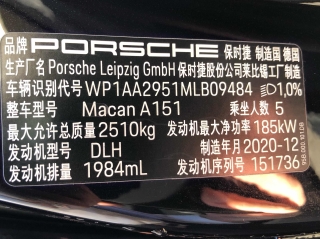 品牌 PORSCHE 保时捷 制造国 德国
生产厂名 Porsche Leipzig GmbH 保时捷股份公司莱比锡工厂制造
车辆识别代号 WP1AA2951MLB09484 1,0%
整车型号 Macan A151 乘坐人数 5
最大允许总质量 2510kg 发动机最大净功率 185kW
发动机型号 DLH 制造年月 2020-12
发动机排量 1984mL 发动机序列号 151736